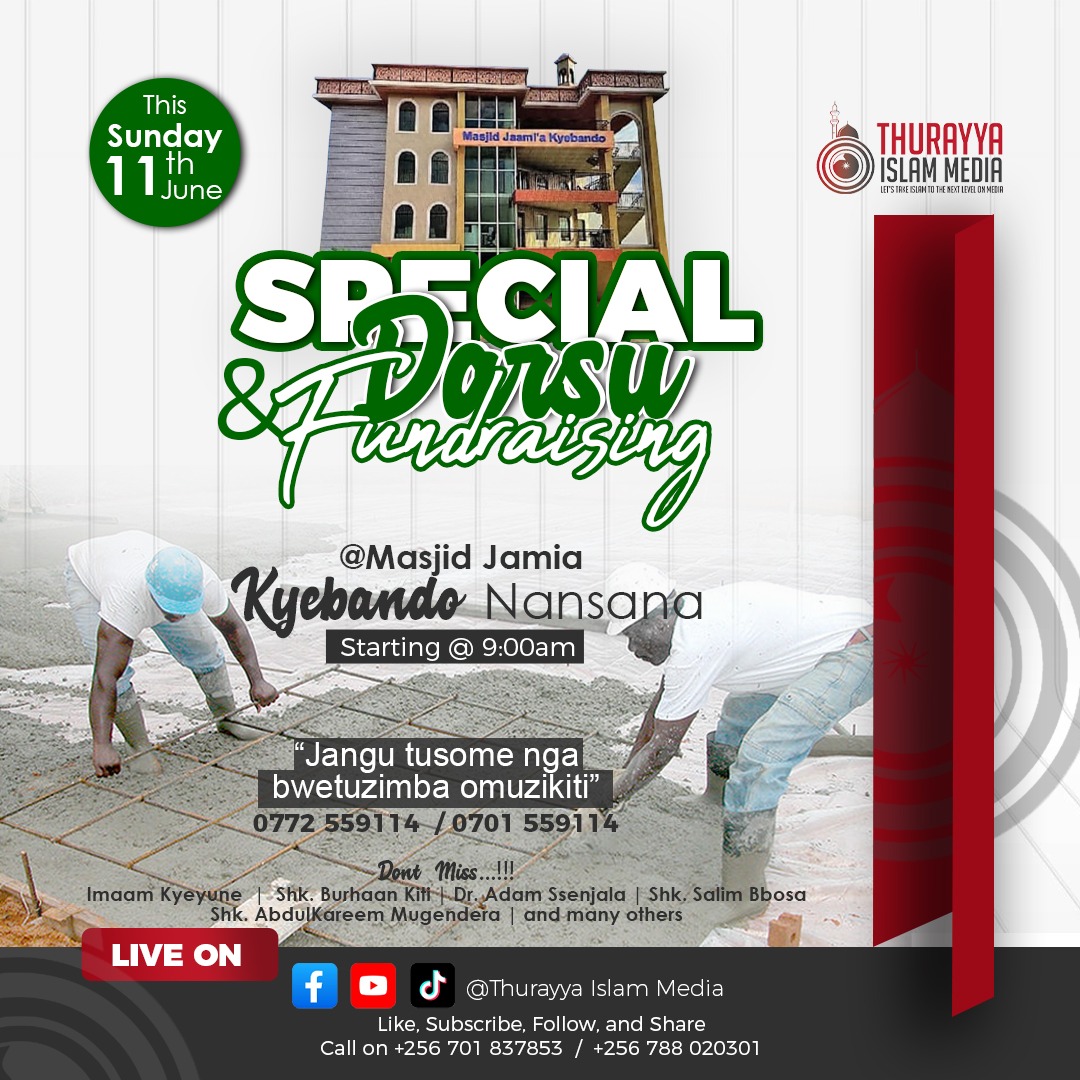 This
Sunday
11th June
Masjid Jaami'a Kyebando
THURAYYA
ISLAM MEDIA
LET'S TAKE ISLAM TO THE NEXT LEVEL ON MEDIA
SPECIAL
Darsu
& Fundraising
@Masjid Jamia
Kyebando Nansana
Starting @ 9:00am
“Jangu tusome nga
bwetuzimba omuzikiti”
0772 559114 / 0701 559114
Dont Miss...!!!
Imaam Kyeyune | Shk. Burhaan Kiti | Dr. Adam Ssenjala | Shk. Salim Bbosa
Shk. AbdulKareem Mugendera | and many others
LIVE ON
@Thurayya Islam Media
Like, Subscribe, Follow, and Share
Call on +256 701 837853 / +256 788 020301